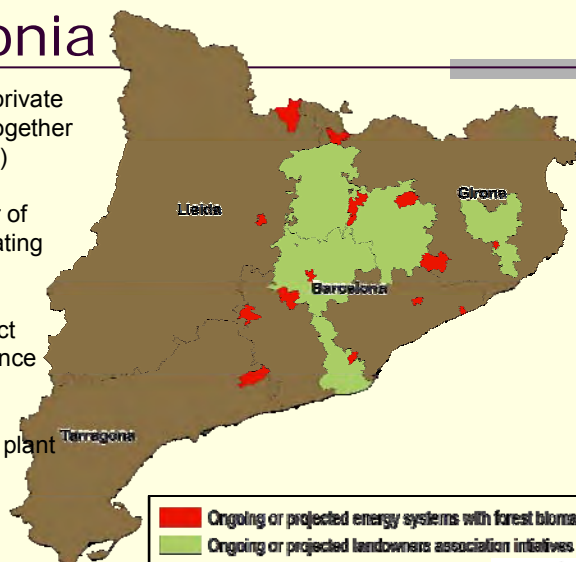 onia
private
ogether
)
r of
ating
ct
nce
plant
Lleida
Girona
Barcelona
Tarragona
Ongoing or projected energy systems with forest bioma
Ongoing or projected landowners association intiatives